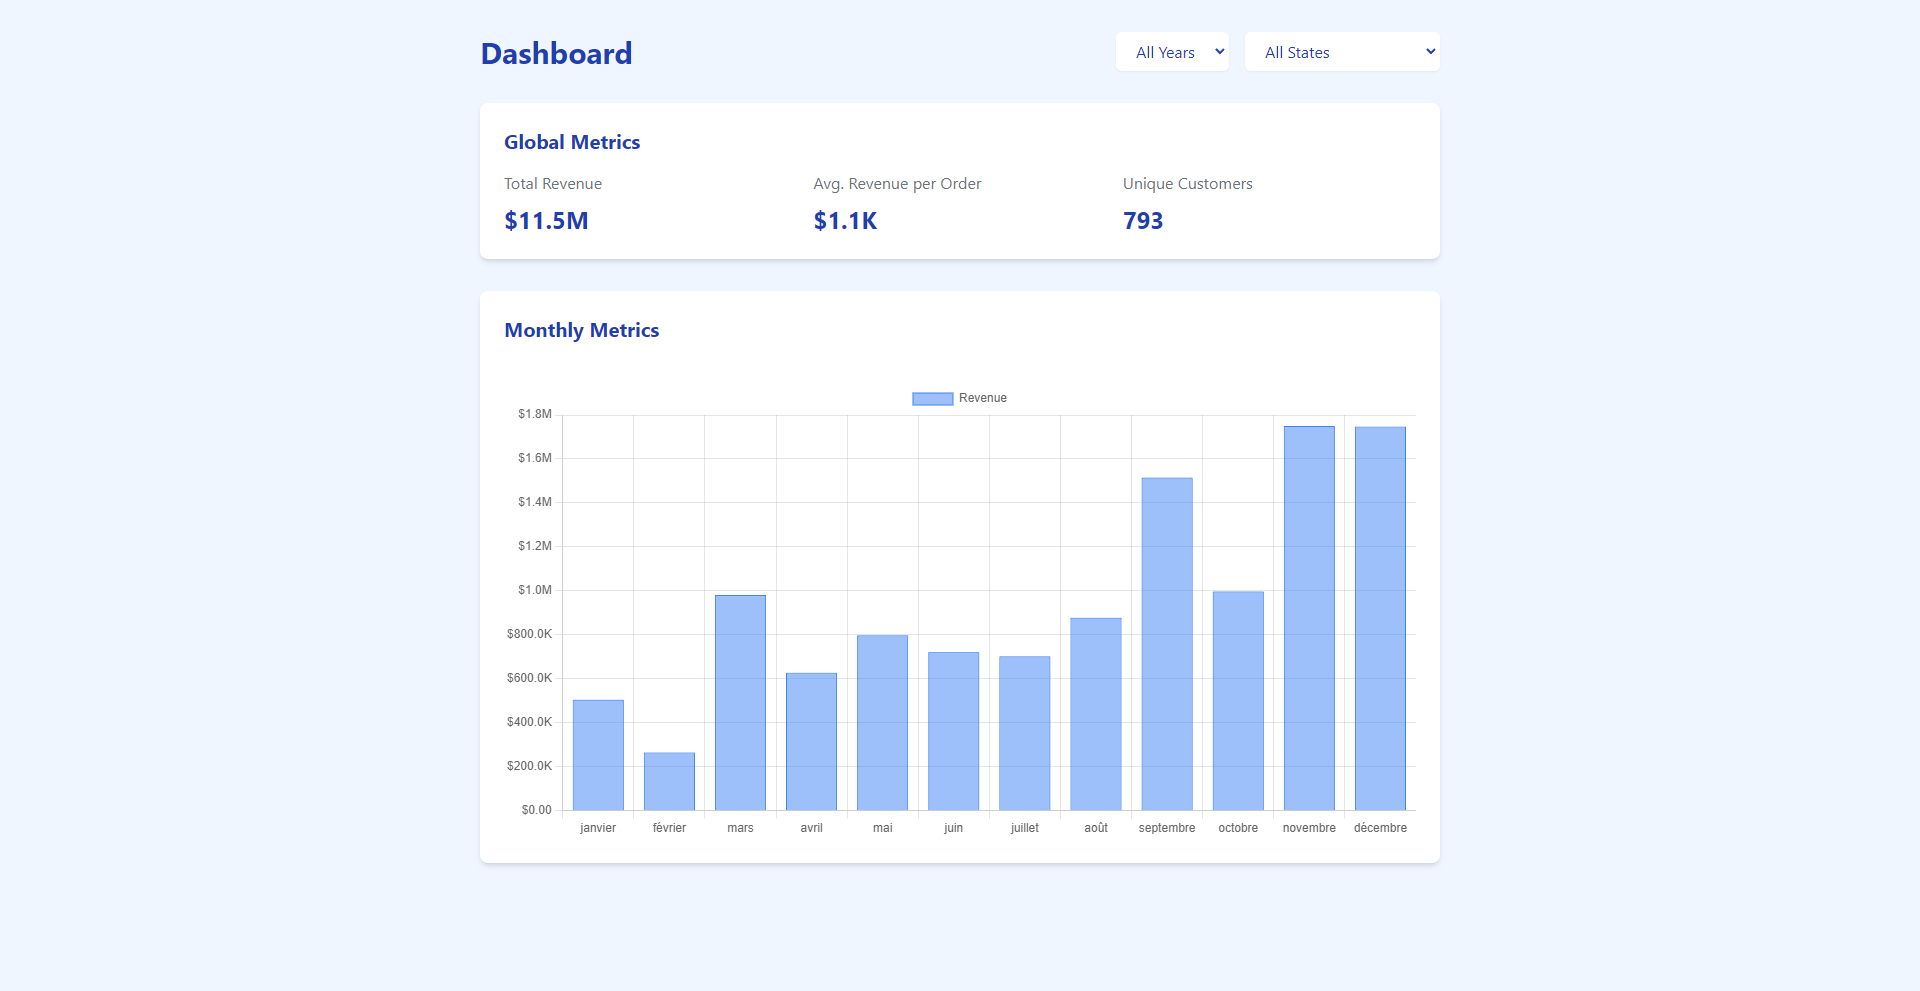 Dashboard
All Years
All States
Global Metrics
Total Revenue
Avg. Revenue per Order
Unique Customers
$11.5M
$1.1K
793
Monthly Metrics
Revenue
$1.8M
$1.6M
$1.4M
$1.2M
$1.0M
$800.0K
$600.0K
$400.0K
$200.0K
$0.00
janvier
février
mars
avril
mai
juin
juillet
août
septembre
octobre
novembre
décembre